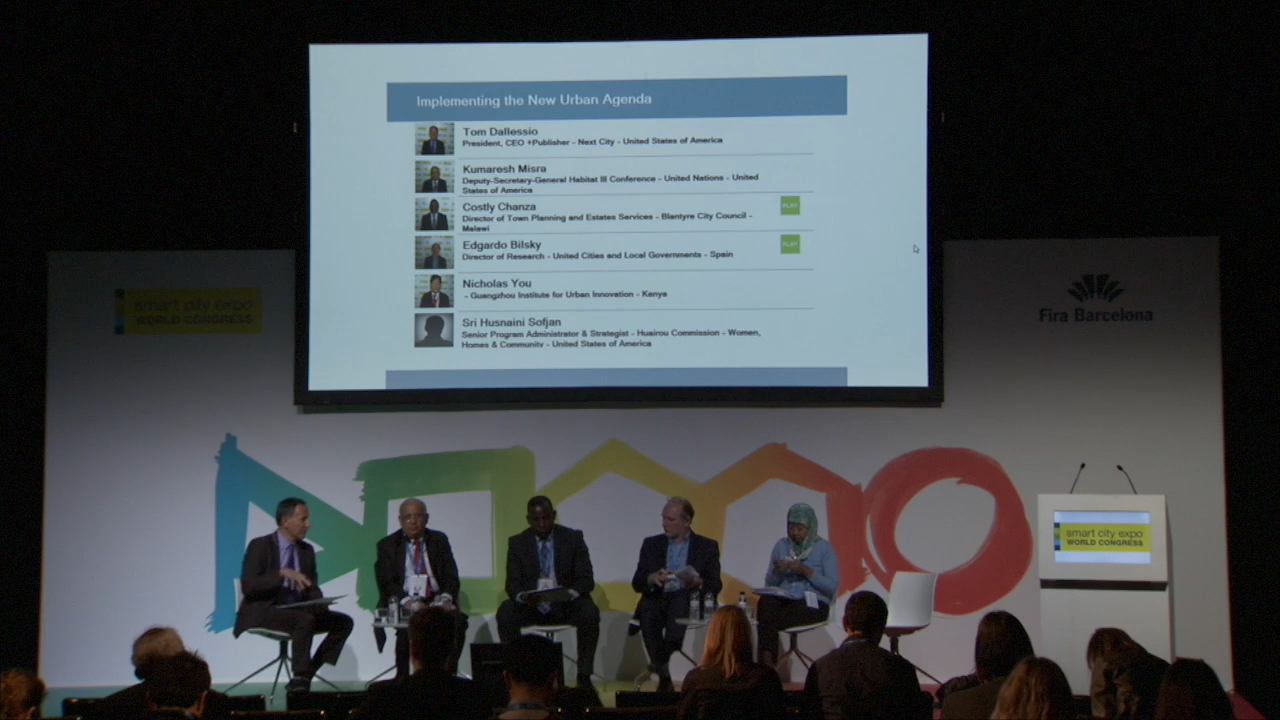 Implementing the New Urban Agenda
Tom Dallessio
President, CEO +Publisher - Next City - United States of America
Kumaresh Misra
Deputy-Secretary-General Habitat III Conference - United Nations - United
States of America
Costly Chanza
PLAY
Director of Town Planning and Estates Services - Blantyre City Council -
Malawi
Edgardo Bilsky
PLAY
Director of Research - United Cities and Local Governments - Spain
Nicholas You
- Guangzhou Institute for Urban Innovation - Kenya
Sri Husnaini Sofjan
Senior Program Administrator & Strategist - Huairou Commission - Women,
Homes & Community - United States of America
smart city expo
WORLD CONGRESS
Fira Barcelona
smart city expo
WORLD CONGRESS